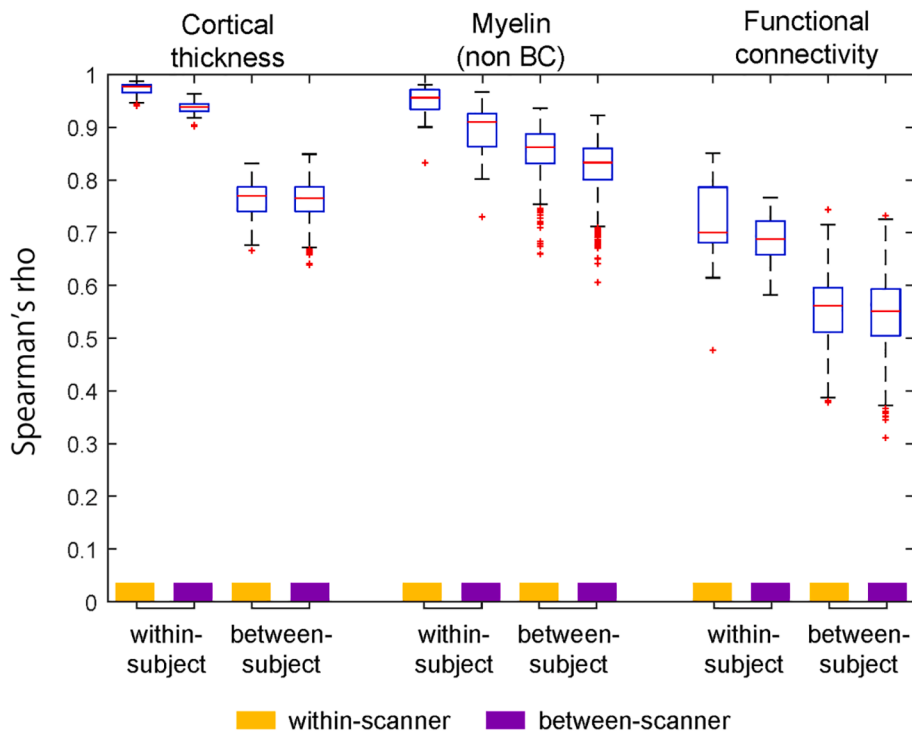 Cortical
thickness
Myelin
(non BC)
Functional
connectivity
Spearman's rho
1
0.9
0.8
0.7
0.6
0.5
0.4
0.3
0.2
0.1
0
within-
subject
between-
subject
within-
subject
between-
subject
within-
subject
between-
subject
within-scanner
between-scanner